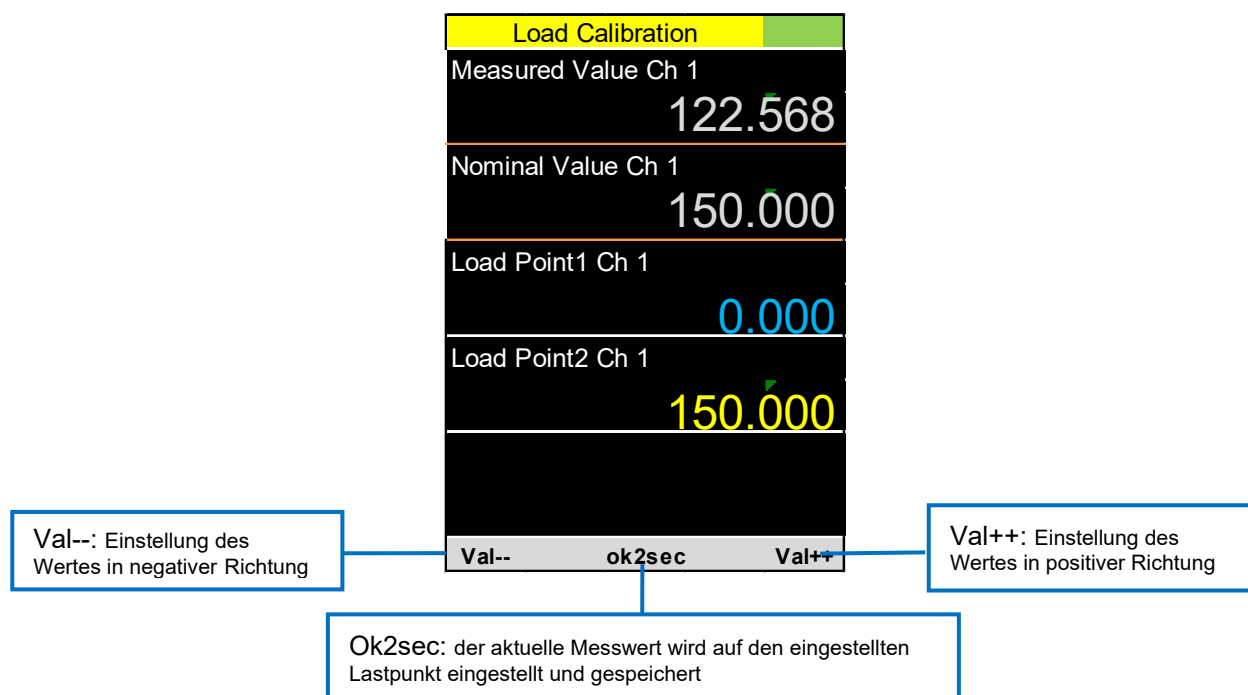 Load Calibration
Measured Value Ch 1
122.568
Nominal Value Ch 1
150.000
Load Point1 Ch 1
0.000
Load Point2 Ch 1
150.000
Val-- ok2sec Val++
Val--: Einstellung des
Wertes in negativer Richtung
Val++: Einstellung des
Wertes in positiver Richtung
Ok2sec: der aktuelle Messwert wird auf den eingestellten
Lastpunkt eingestellt und gespeichert